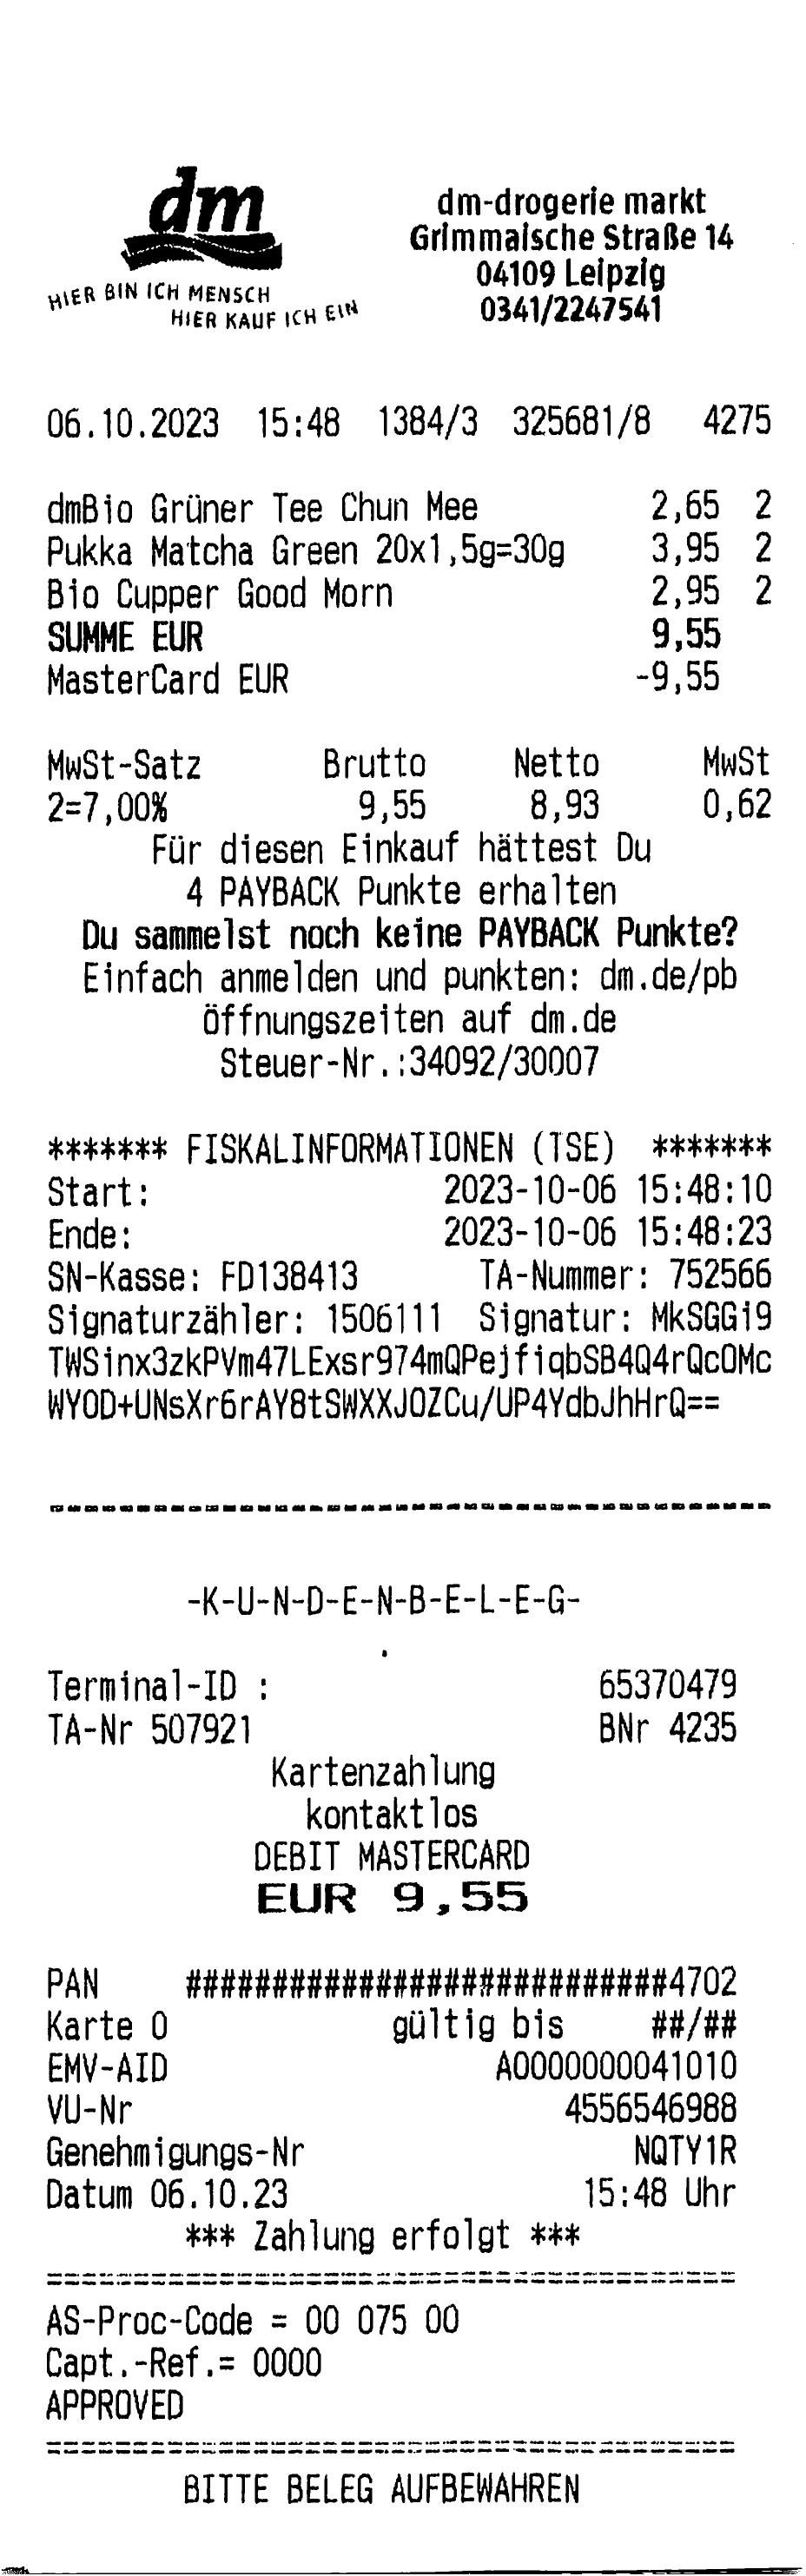 dm
HIER BIN ICH MENSCH
HIER KAUF ICH EIN
dm-drogerie markt
Grimmaische Straße 14
04109 Leipzig
0341/2247541
06.10.2023 15:48 1384/3 325681/8 4275
dmBio Grüner Tee Chun Mee 2,65 2
Pukka Matcha Green 20x1,5g=30g 3,95 2
Bio Cupper Good Morn 2,95 2
SUMME EUR 9,55
MasterCard EUR -9,55
MwSt-Satz Brutto Netto MwSt
2=7,00% 9,55 8,93 0,62
Für diesen Einkauf hättest Du
4 PAYBACK Punkte erhalten
Du sammelst noch keine PAYBACK Punkte?
Einfach anmelden und punkten: dm.de/pb
Öffnungszeiten auf dm.de
Steuer-Nr.:34092/30007
******* FISKALINFORMATIONEN (TSE) *******
Start: 2023-10-06 15:48:10
Ende: 2023-10-06 15:48:23
SN-Kasse: FD138413 TA-Nummer: 752566
Signaturzähler: 1506111 Signatur: MkSGGi9
TWSinx3zkPVm47LExsr974mQPejfiqbSB4Q4rQcOMc
WYOD+UNsXr6rAY8tSWXXJOZCu/UP4YdbJhHrQ==
-K-U-N-D-E-N-B-E-L-E-G-
Terminal-ID : 65370479
TA-Nr 507921 BNr 4235
Kartenzahlung
kontaktlos
DEBIT MASTERCARD
EUR 9,55
PAN ############################4702
Karte 0 gültig bis ##/##
EMV-AID A0000000041010
VU-Nr 4556546988
Genehmigungs-Nr NQTY1R
Datum 06.10.23 15:48 Uhr
*** Zahlung erfolgt ***
========================================
AS-Proc-Code = 00 075 00
Capt.-Ref.= 0000
APPROVED
========================================
BITTE BELEG AUFBEWAHREN